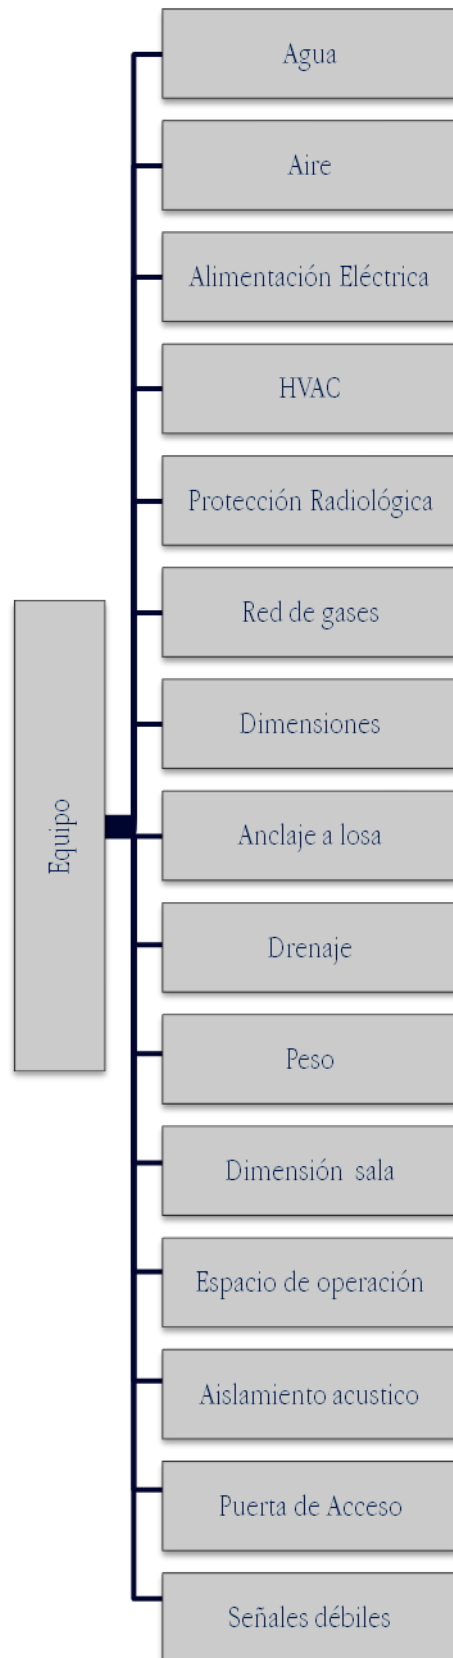 Agua
Aire
Alimentación Eléctrica
HVAC
Protección Radiológica
Red de gases
Dimensiones
Equipo
Anclaje a losa
Drenaje
Peso
Dimensión sala
Espacio de operación
Aislamiento acustico
Puerta de Acceso
Señales débiles